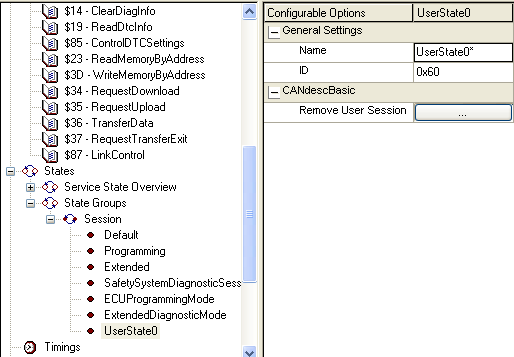 $14 - ClearDiagInfo
$19 - ReadDtcInfo
$85 - ControlDTCSettings
$23 - ReadMemoryByAddress
$3D - WriteMemoryByAddress
$34 - RequestDownload
$35 - RequestUpload
$36 - TransferData
$37 - RequestTransferExit
$87 - LinkControl
States
Service State Overview
State Groups
Session
Default
Programming
Extended
SafetySystemDiagnosticSess
ECUProgrammingMode
ExtendedDiagnosticMode
UserState0
Timings
Configurable Options UserState0
General Settings
Name UserState0*
ID 0x60
CANdescBasic
Remove User Session ...